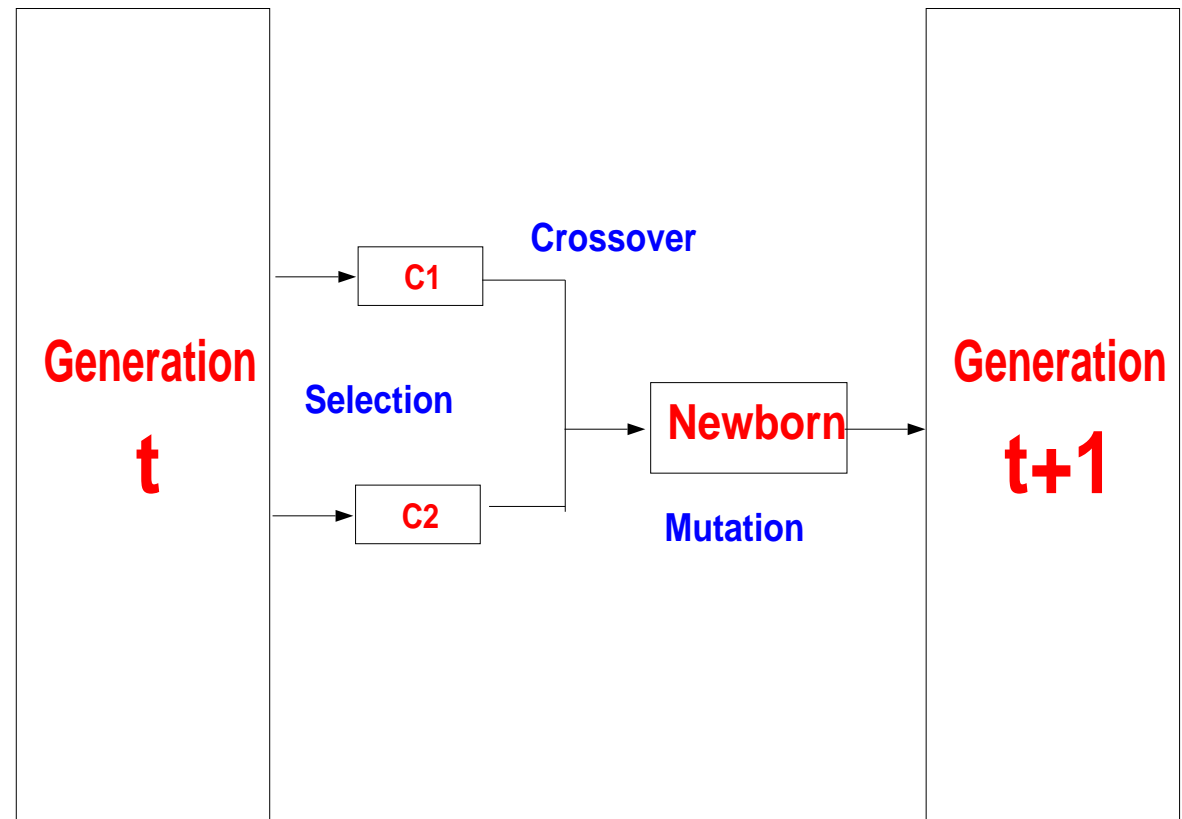 Generation
t
Selection
C1
C2
Crossover
Newborn
Mutation
Generation
t+1